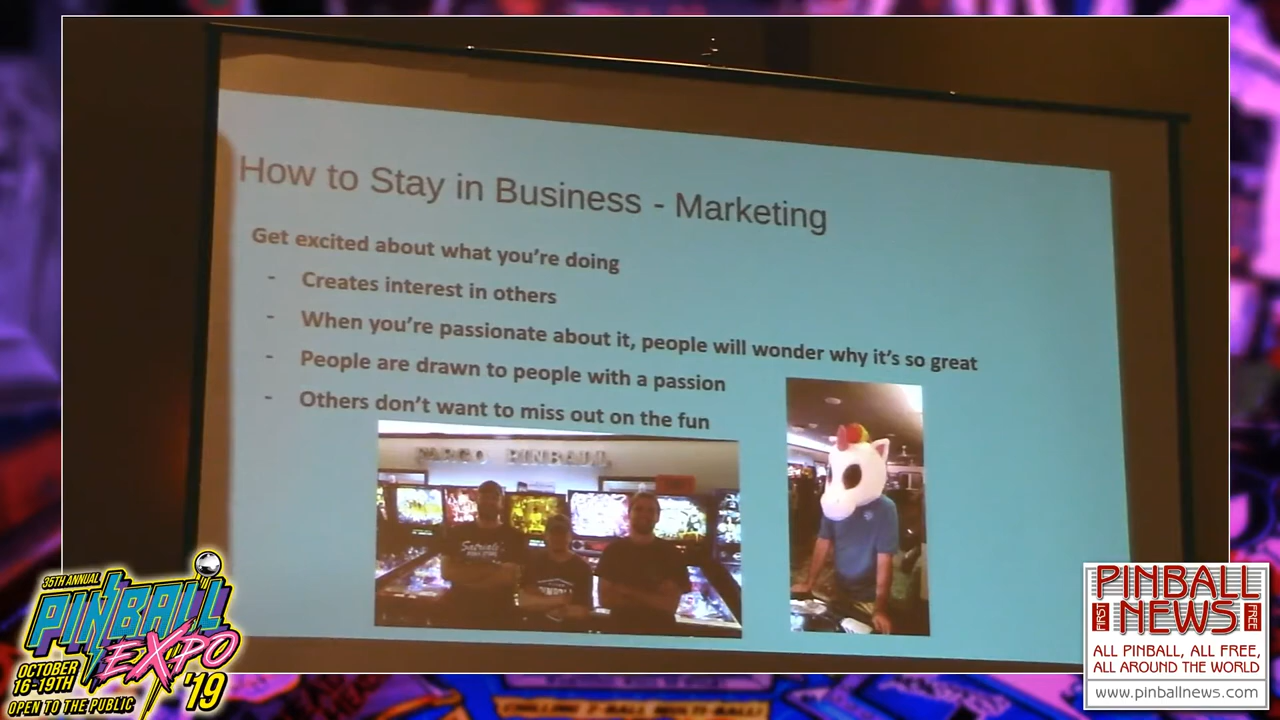 How to Stay in Business - Marketing
Get excited about what you're doing
- Creates interest in others
- When you're passionate about it, people will wonder why it's so great
- People are drawn to people with a passion
- Others don't want to miss out on the fun
FARGO PINBALL
35TH ANNUAL
PINBALL
EXPO
OCTOBER
16-19TH
'19
OPEN TO THE PUBLIC
PINBALL
FIRST NEWS FREE
ALL PINBALL, ALL FREE,
ALL AROUND THE WORLD
www.pinballnews.com